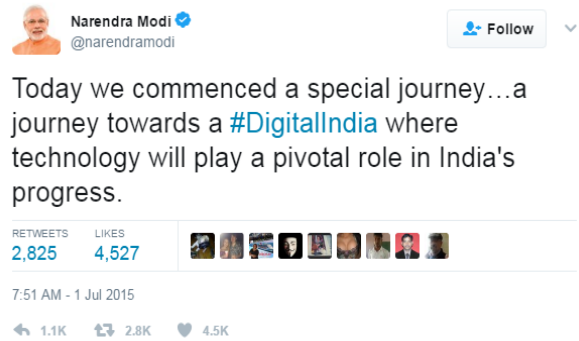 Narendra Modi
@narendramodi
Follow
Today we commenced a special journey…a
journey towards a #DigitalIndia where
technology will play a pivotal role in India's
progress.
RETWEETS LIKES
2,825 4,527
7:51 AM - 1 Jul 2015
1.1K 2.8K 4.5K